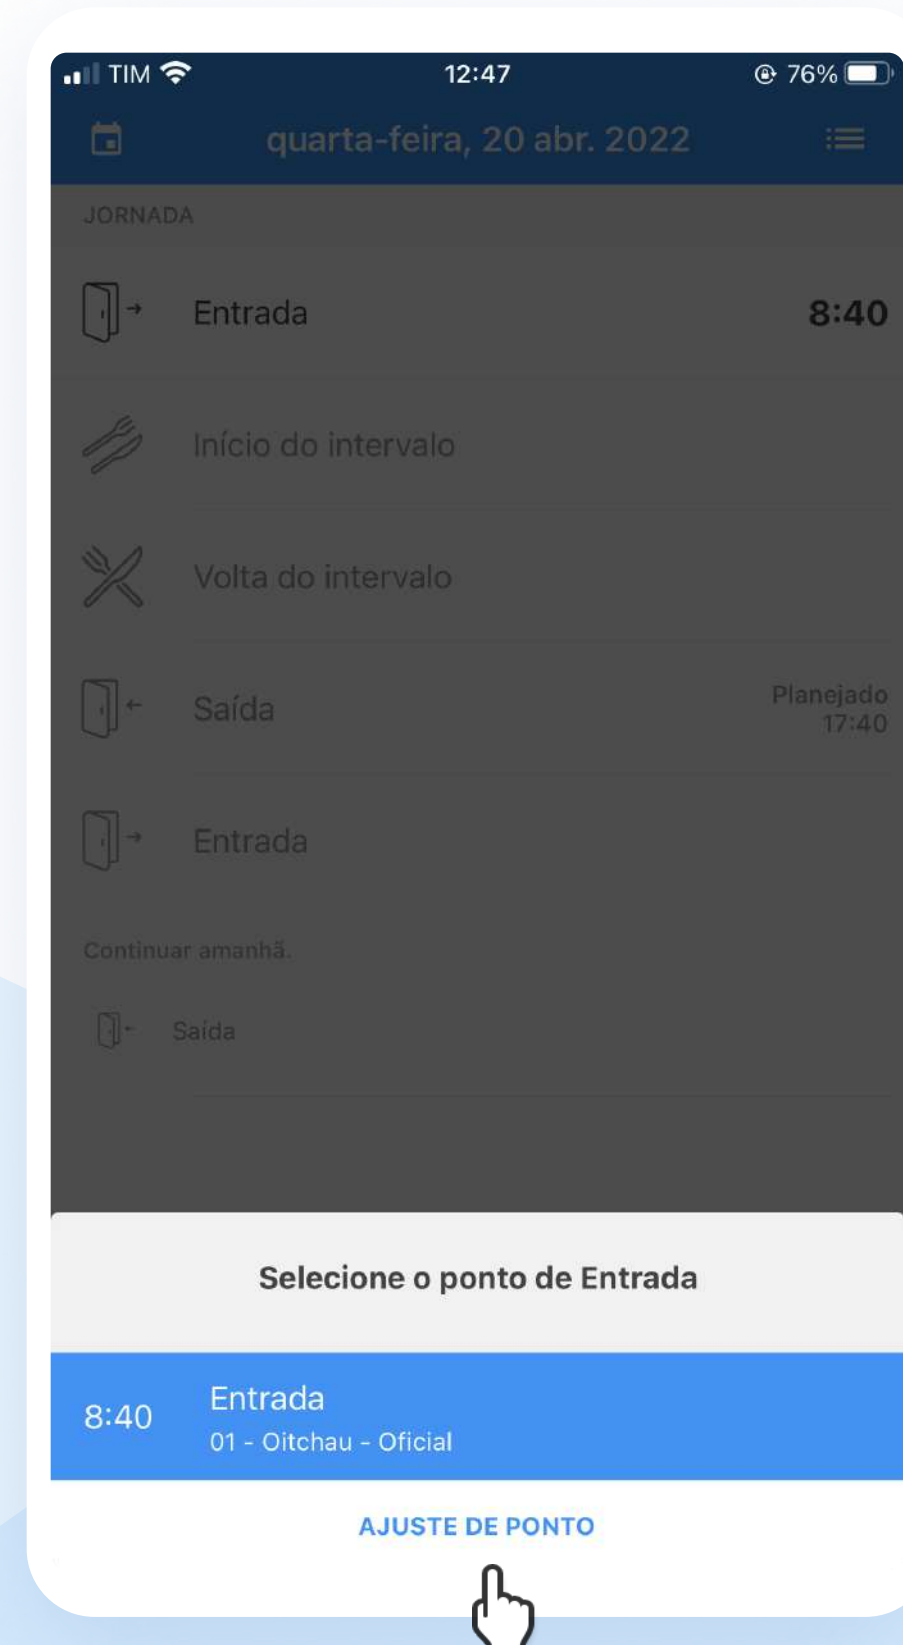 TIM 12:47 76%
quarta-feira, 20 abr. 2022
JORNADA
Entrada 8:40
Início do intervalo
Volta do intervalo
Saída Planejado
17:40
Entrada
Continuar amanhã.
Saída
Selecione o ponto de Entrada
8:40 Entrada
01 - Oitchau - Oficial
AJUSTE DE PONTO